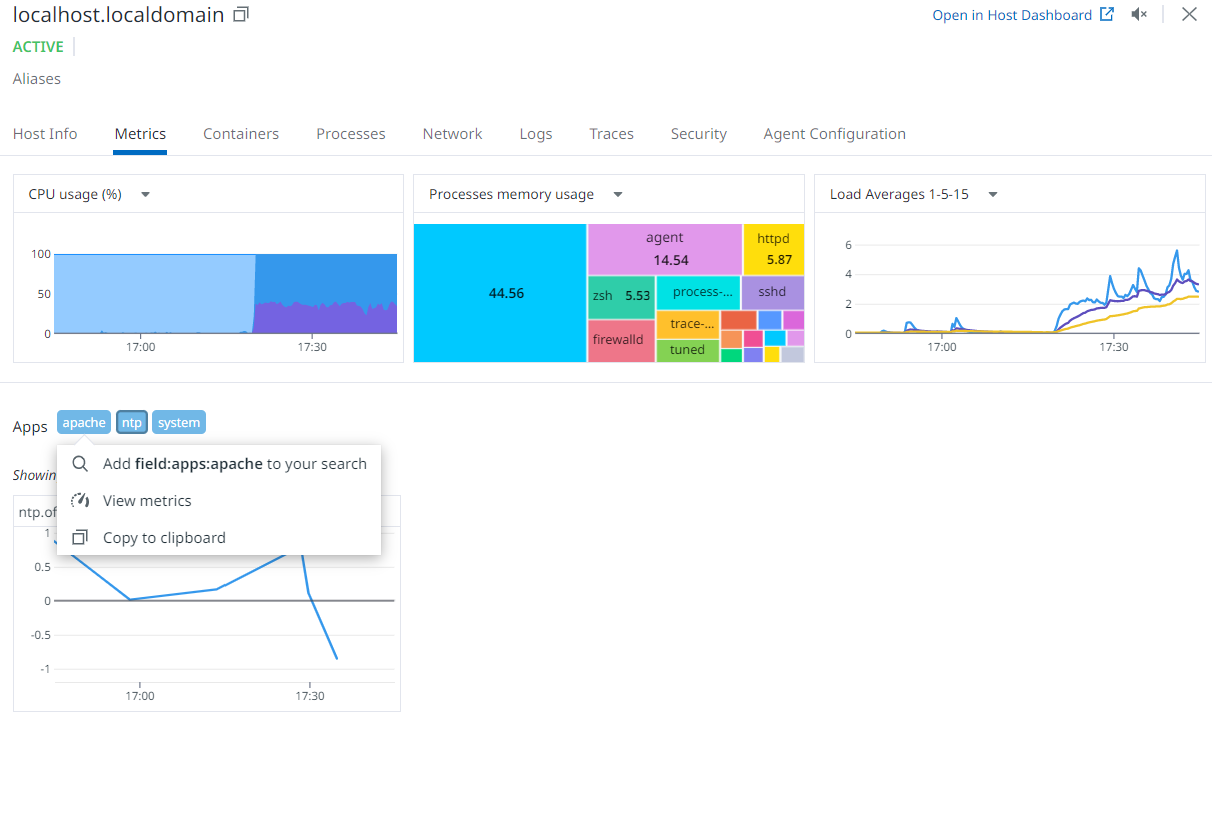 localhost.localdomain
Open in Host Dashboard
ACTIVE
Aliases
Host Info
Metrics
Containers
Processes
Network
Logs
Traces
Security
Agent Configuration
CPU usage (%)
100
50
0
17:00
17:30
Processes memory usage
44.56
agent
14.54
httpd
5.87
zsh 5.53
process-...
sshd
firewalld
trace-...
tuned
Load Averages 1-5-15
6
4
2
0
17:00
17:30
Apps
apache
ntp
system
Add field:apps:apache to your search
View metrics
Copy to clipboard
Showin
ntp.of
1
0.5
0
-0.5
-1
17:00
17:30